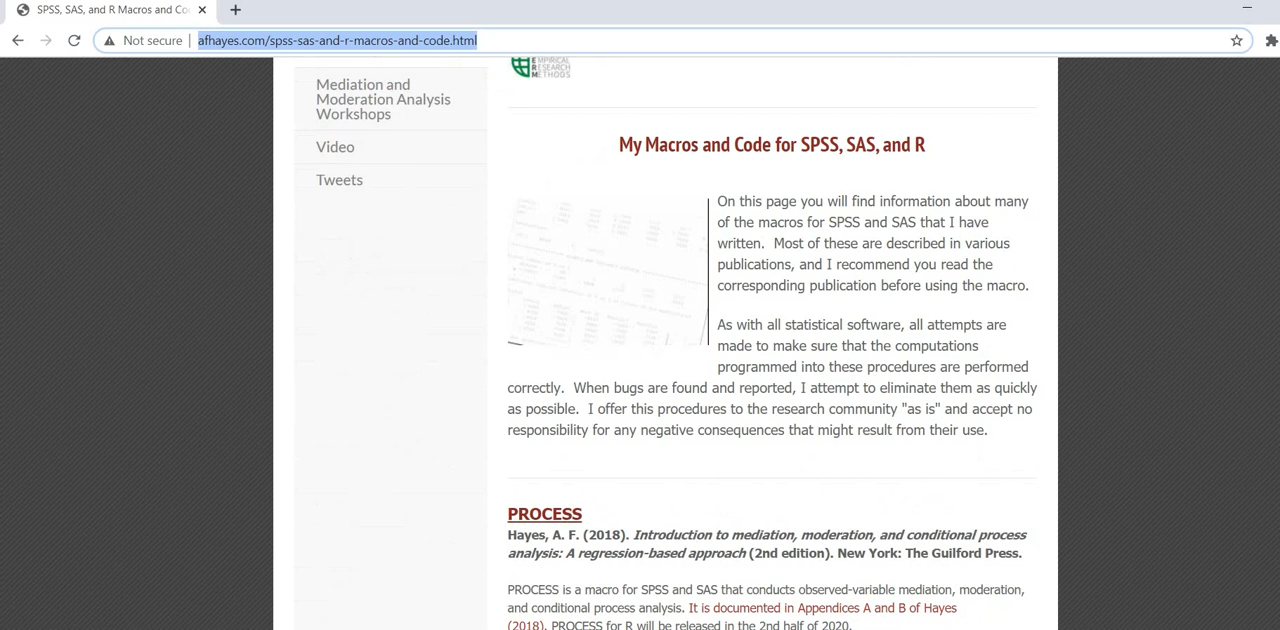 SPSS, SAS, and R Macros and Co
Not secure
afhayes.com/spss-sas-and-r-macros-and-code.html
Mediation and
Moderation Analysis
Workshops
Video
Tweets
EMPIRICAL
RESEARCH
METHODS
My Macros and Code for SPSS, SAS, and R
On this page you will find information about many
of the macros for SPSS and SAS that I have
written. Most of these are described in various
publications, and I recommend you read the
corresponding publication before using the macro.
As with all statistical software, all attempts are
made to make sure that the computations
programmed into these procedures are performed
correctly. When bugs are found and reported, I attempt to eliminate them as quickly
as possible. I offer this procedures to the research community "as is" and accept no
responsibility for any negative consequences that might result from their use.
PROCESS
Hayes, A. F. (2018). Introduction to mediation, moderation, and conditional process
analysis: A regression-based approach (2nd edition). New York: The Guilford Press.
PROCESS is a macro for SPSS and SAS that conducts observed-variable mediation, moderation,
and conditional process analysis. It is documented in Appendices A and B of Hayes
(2018). PROCESS for R will be released in the 2nd half of 2020.